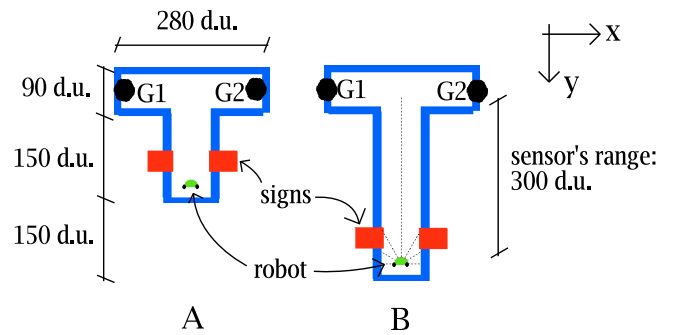 280 d.u.
x
y
90 d.u.
G1
G2
G1
G2
150 d.u.
sensor's range:
300 d.u.
signs
150 d.u.
robot
A
B